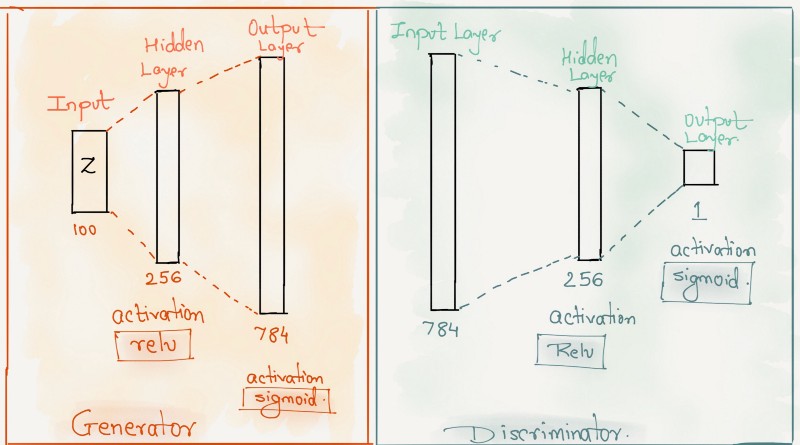 Input
Z
100
Hidden
Layer
256
activation
relu
Output
Layer
784
activation
sigmoid.
Generator
Input Layer
784
Hidden
Layer
256
activation
Relu
Output
Layer.
1
activation
sigmoid.
Discriminator.